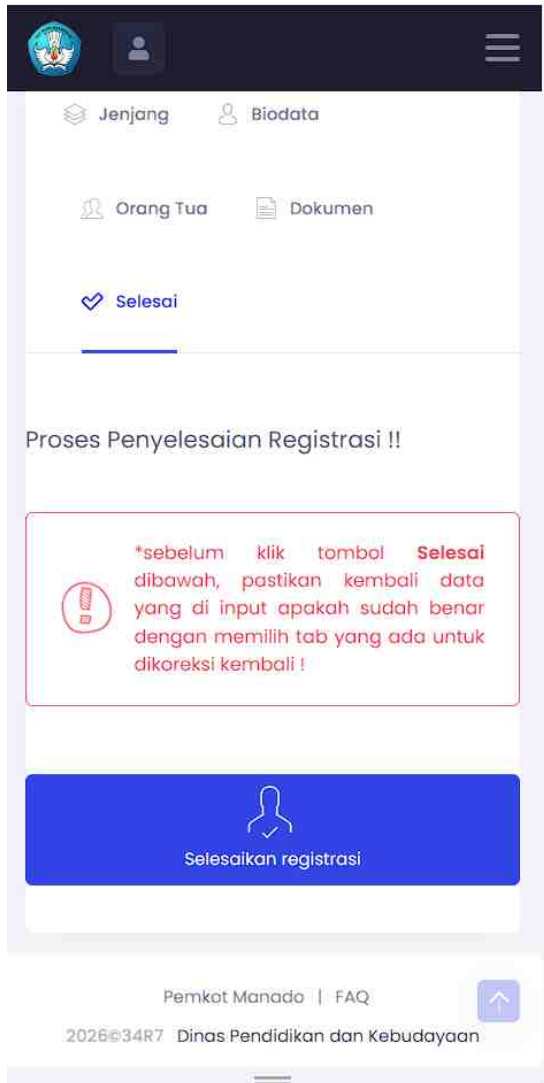 Jenjang Biodata
Orang Tua Dokumen
Selesai
Proses Penyelesaian Registrasi !!
*sebelum klik tombol Selesai
dibawah, pastikan kembali data
yang di input apakah sudah benar
dengan memilih tab yang ada untuk
dikoreksi kembali !
Selesaikan registrasi
Pemkot Manado | FAQ
2026©34R7 Dinas Pendidikan dan Kebudayaan